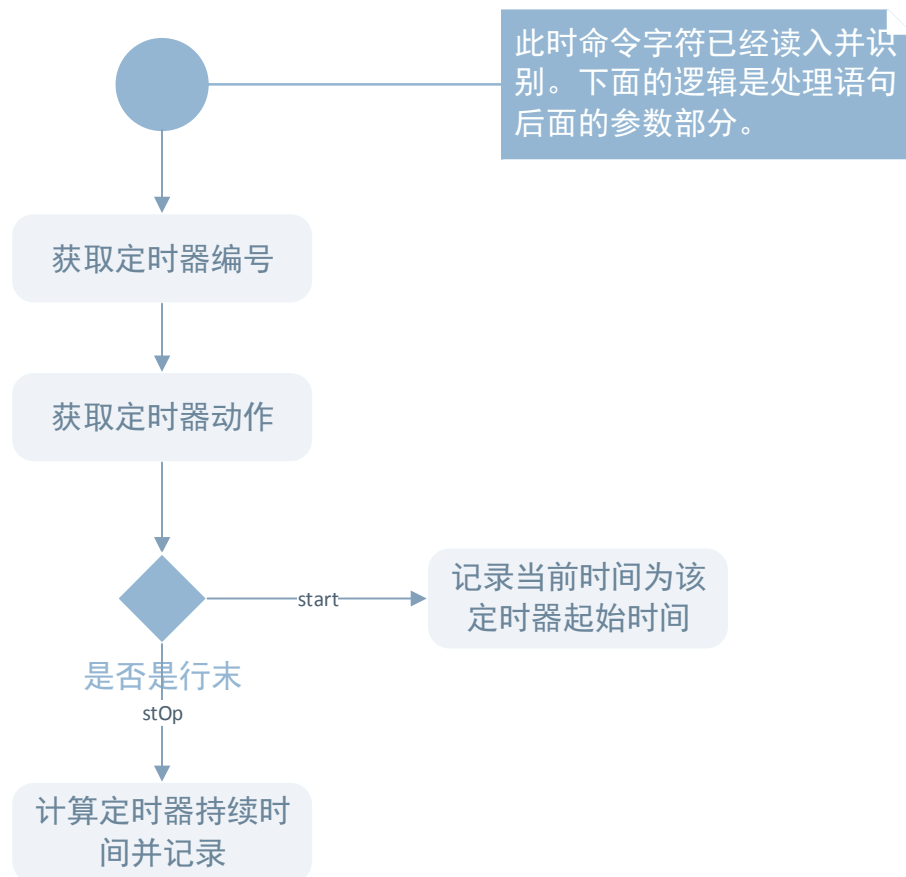 此时命令字符已经读入并识
别。下面的逻辑是处理语句
后面的参数部分。
获取定时器编号
获取定时器动作
start
记录当前时间为该
定时器起始时间
是否是行末
stOp
计算定时器持续时
间并记录